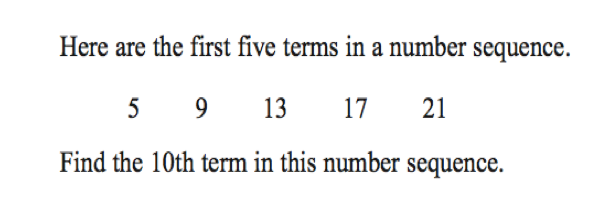 Here are the first five terms in a number sequence.
5 9 13 17 21
Find the 10th term in this number sequence.